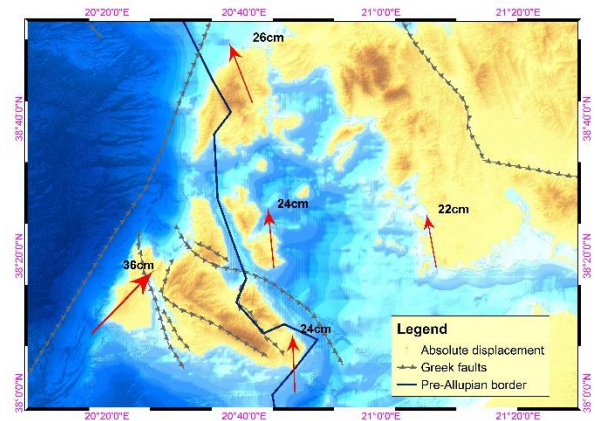 20°20'0"E 20°40'0"E 21°0'0"E 21°20'0"E
26cm
38°40'0"N 38°40'0"N
24cm
22cm
38°20'0"N 38°20'0"N
36cm
24cm
Legend
Absolute displacement
Greek faults
Pre-Allupian border
38°0'0"N 38°0'0"N
20°20'0"E 20°40'0"E 21°0'0"E 21°20'0"E